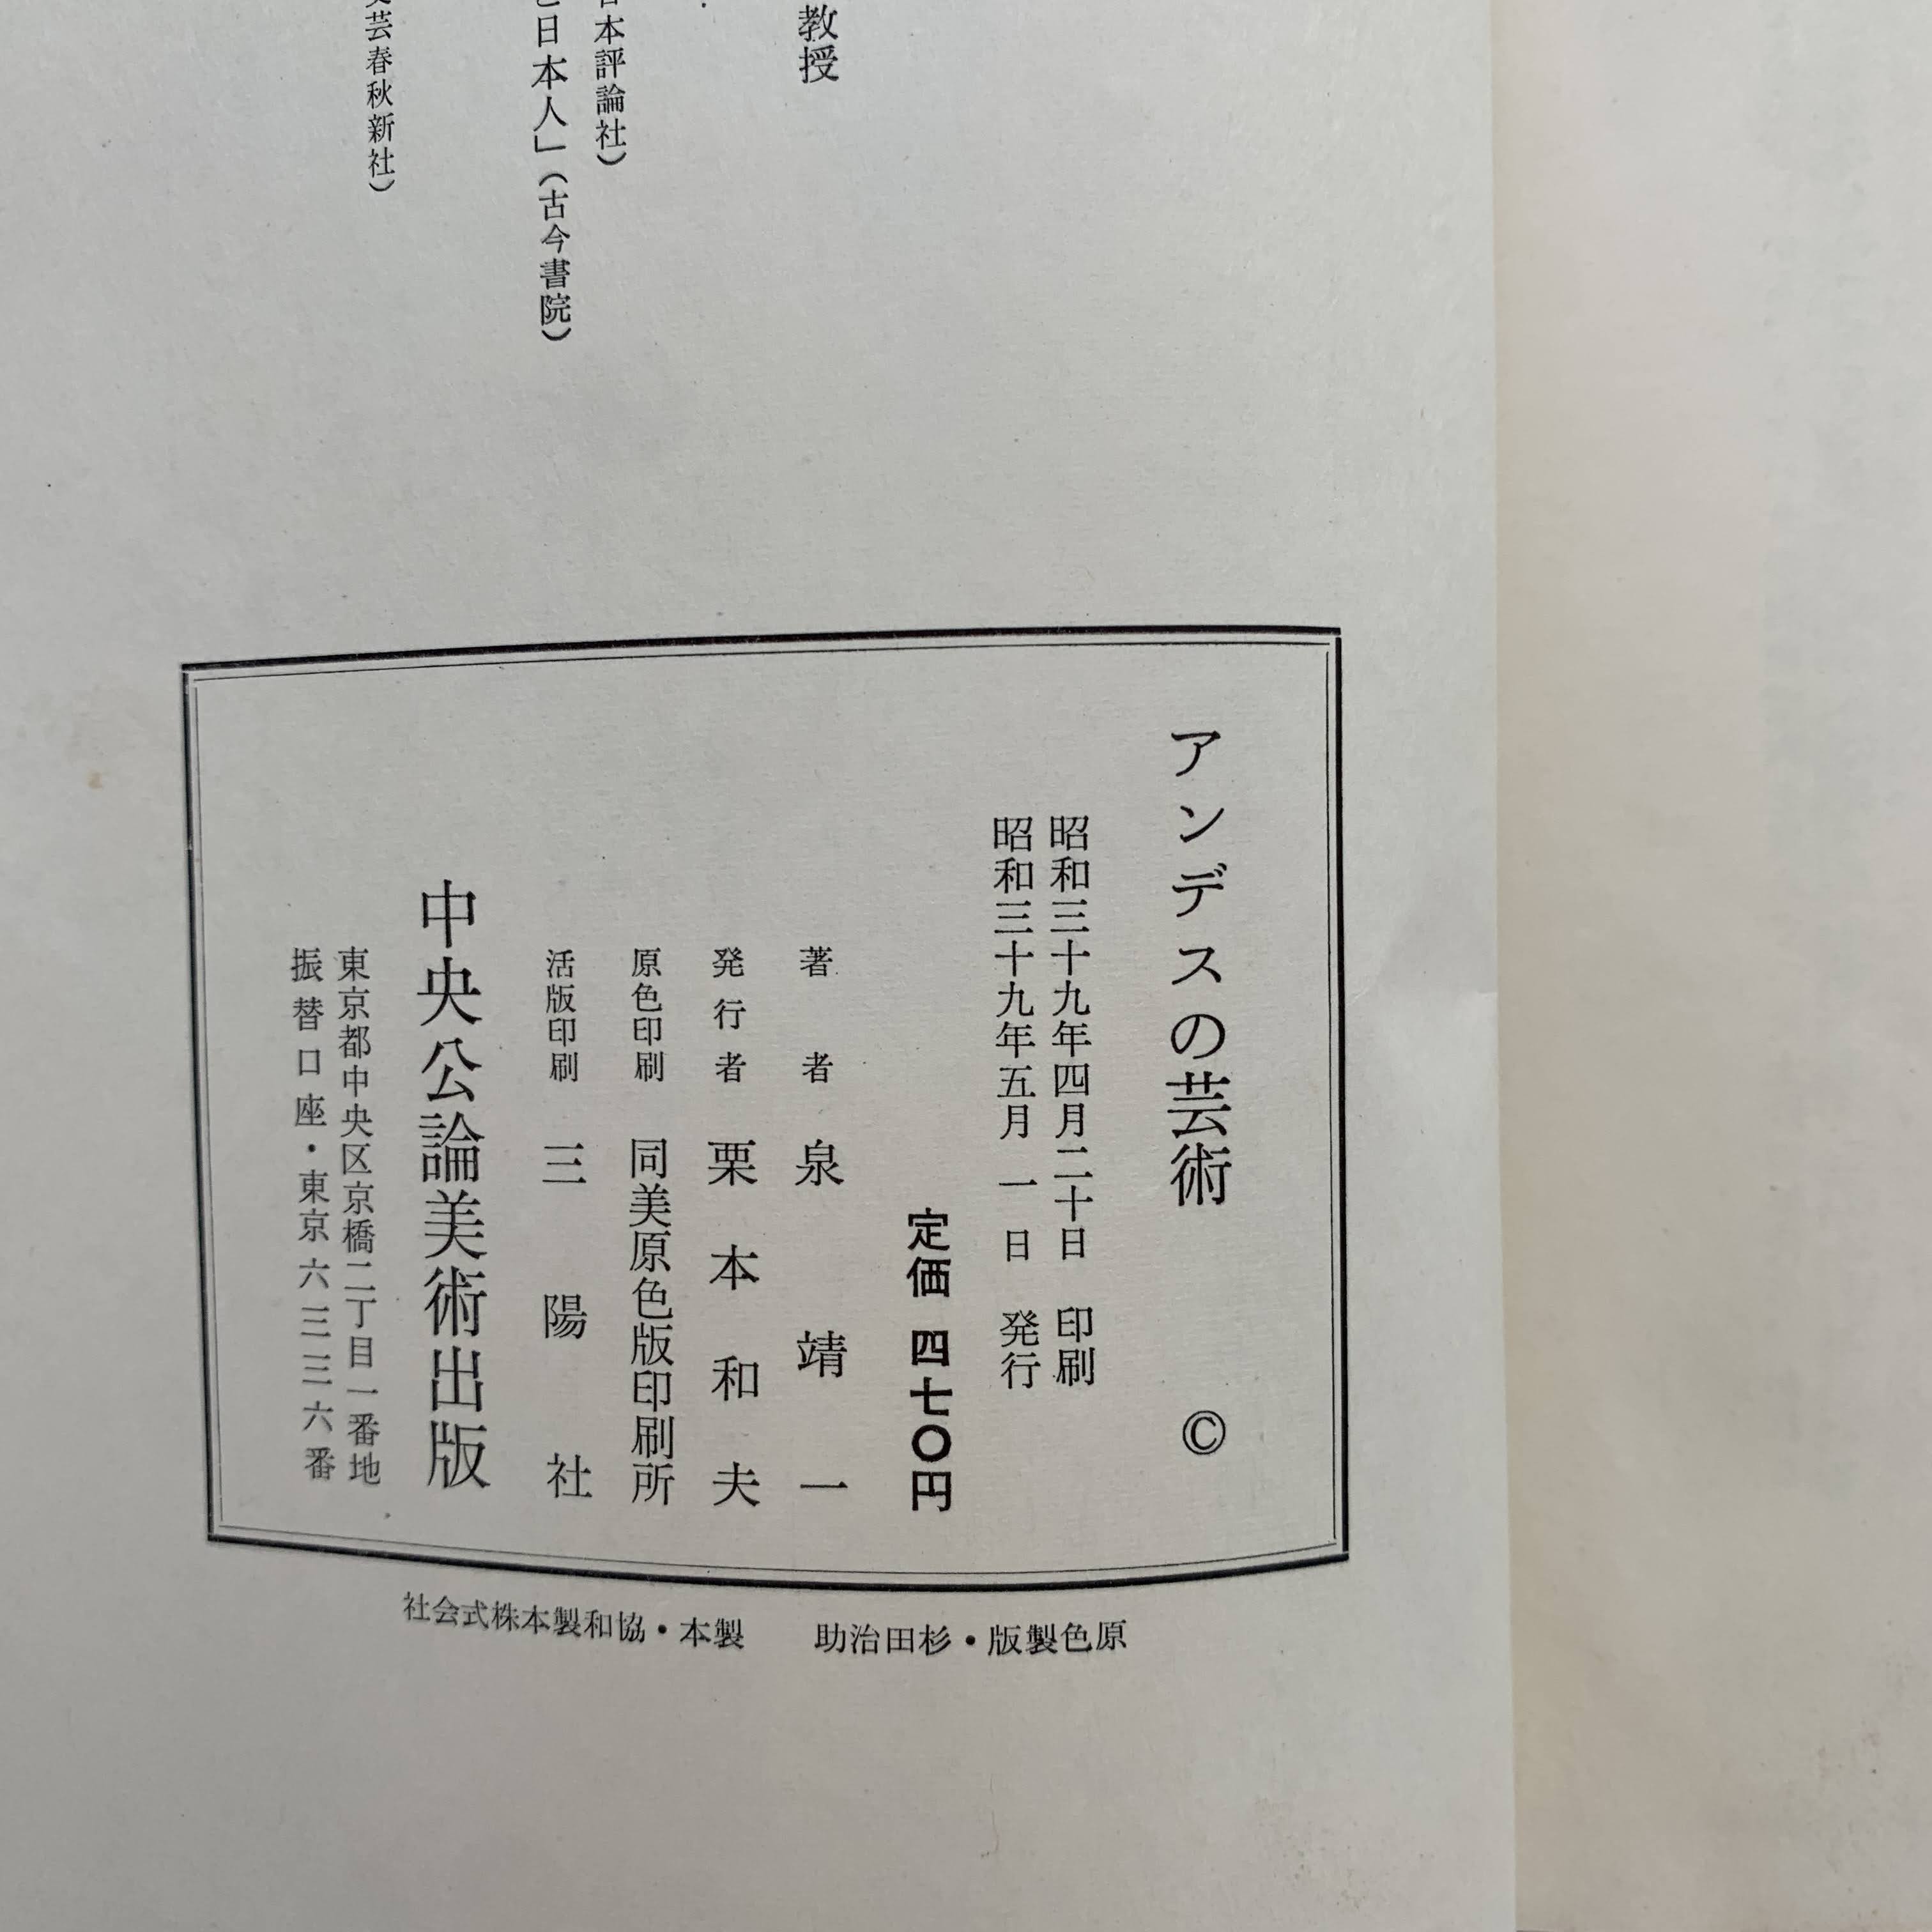 教授
本評論社）
日本人」（古今書院）
芸春秋新社）
アンデスの芸術　©
昭和三十九年四月二十日　印刷
昭和三十九年五月一日　発行
定価　四七〇円
著者　泉靖一
発行者　栗本和夫
原色印刷　同美原色版印刷所
活版印刷　三陽社
中央公論美術出版
東京都中央区京橋二丁目一番地
振替口座・東京六三三六番
社会式株本製和協・本製　助治田杉・版製色原